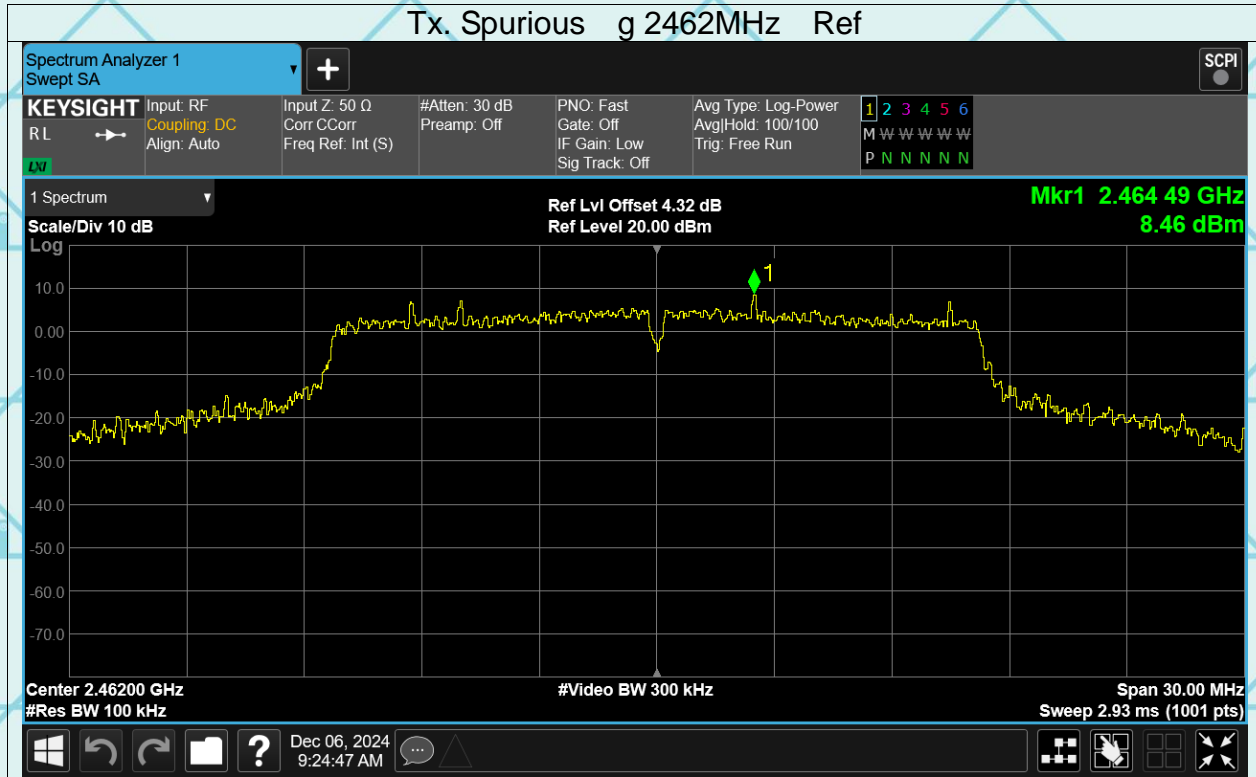 Tx. Spurious g 2462MHz Ref
Spectrum Analyzer 1
Swept SA
+
SCPI
KEYSIGHT
RL
LXI
Input: RF
Coupling: DC
Align: Auto
Input Z: 50 Ω
Corr CCorr
Freq Ref: Int (S)
#Atten: 30 dB
Preamp: Off
PNO: Fast
Gate: Off
IF Gain: Low
Sig Track: Off
Avg Type: Log-Power
Avg|Hold: 100/100
Trig: Free Run
1 2 3 4 5 6
M W W W W W
P N N N N N
1 Spectrum
Scale/Div 10 dB
Ref Lvl Offset 4.32 dB
Ref Level 20.00 dBm
Mkr1 2.464 49 GHz
8.46 dBm
Log
1
10.0
0.00
-10.0
-20.0
-30.0
-40.0
-50.0
-60.0
-70.0
Center 2.46200 GHz
#Res BW 100 kHz
#Video BW 300 kHz
Span 30.00 MHz
Sweep 2.93 ms (1001 pts)
?
Dec 06, 2024
9:24:47 AM